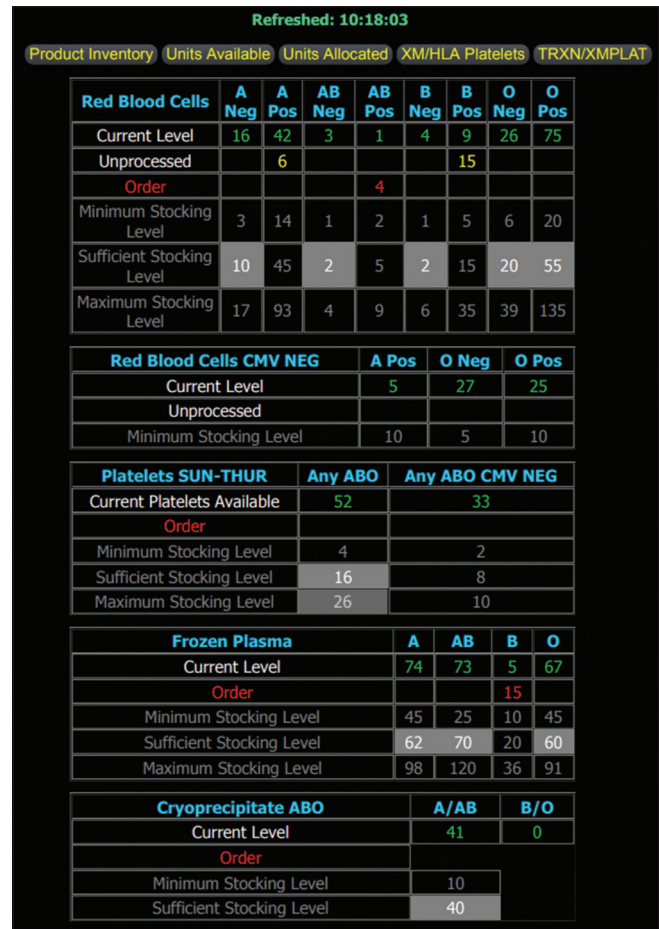 Refreshed: 10:18:03
Product Inventory Units Available Units Allocated XM/HLA Platelets TRXN/XMPLAT
Red Blood Cells A Neg A Pos AB Neg AB Pos B Neg B Pos O Neg O Pos
Current Level 16 42 3 1 4 9 26 75
Unprocessed 6 15
Order 4
Minimum Stocking Level 3 14 1 2 1 5 6 20
Sufficient Stocking Level 10 45 2 5 2 15 20 55
Maximum Stocking Level 17 93 4 9 6 35 39 135
Red Blood Cells CMV NEG A Pos O Neg O Pos
Current Level 5 27 25
Unprocessed
Minimum Stocking Level 10 5 10
Platelets SUN-THUR Any ABO Any ABO CMV NEG
Current Platelets Available 52 33
Order
Minimum Stocking Level 4 2
Sufficient Stocking Level 16 8
Maximum Stocking Level 26 10
Frozen Plasma A AB B O
Current Level 74 73 5 67
Order 15
Minimum Stocking Level 45 25 10 45
Sufficient Stocking Level 62 70 20 60
Maximum Stocking Level 98 120 36 91
Cryoprecipitate ABO A/AB B/O
Current Level 41 0
Order
Minimum Stocking Level 10
Sufficient Stocking Level 40